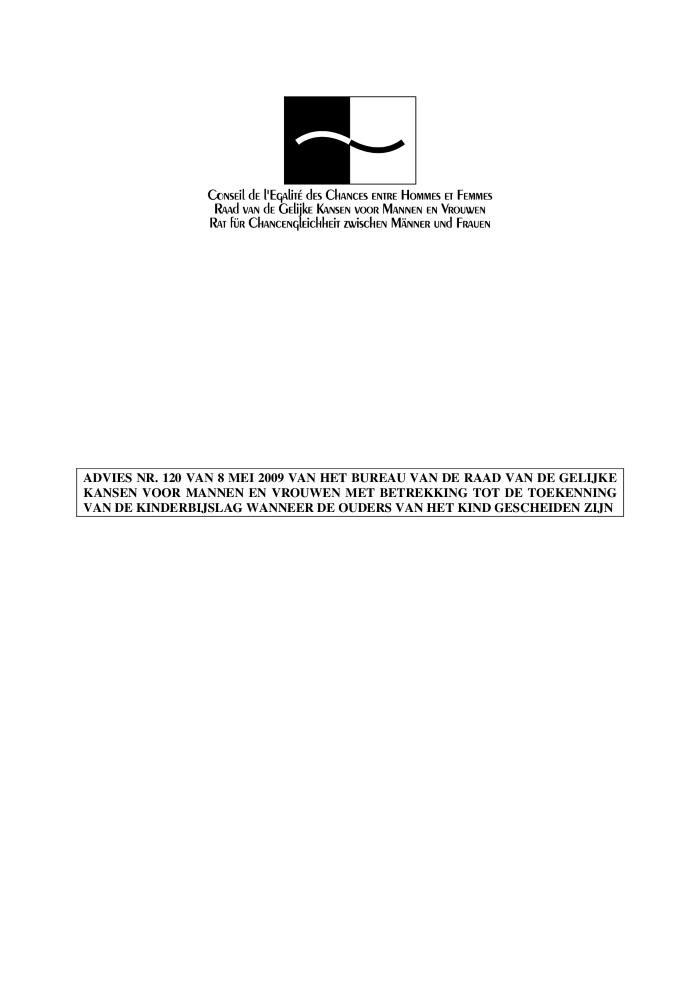 Conseil de l'Egalité des Chances entre Hommes et Femmes
Raad van de Gelijke Kansen voor Mannen en Vrouwen
Rat für Chancengleichheit zwischen Männer und Frauen
ADVIES NR. 120 VAN 8 MEI 2009 VAN HET BUREAU VAN DE RAAD VAN DE GELIJKE
KANSEN VOOR MANNEN EN VROUWEN MET BETREKKING TOT DE TOEKENNING
VAN DE KINDERBIJSLAG WANNEER DE OUDERS VAN HET KIND GESCHEIDEN ZIJN